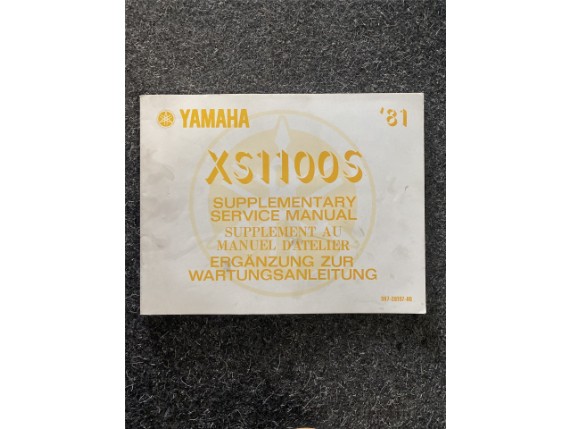 YAMAHA '81
XS1100S
SUPPLEMENTARY
SERVICE MANUAL
SUPPLEMENT AU
MANUEL D'ATELIER
ERGÄNZUNG ZUR
WARTUNGSANLEITUNG